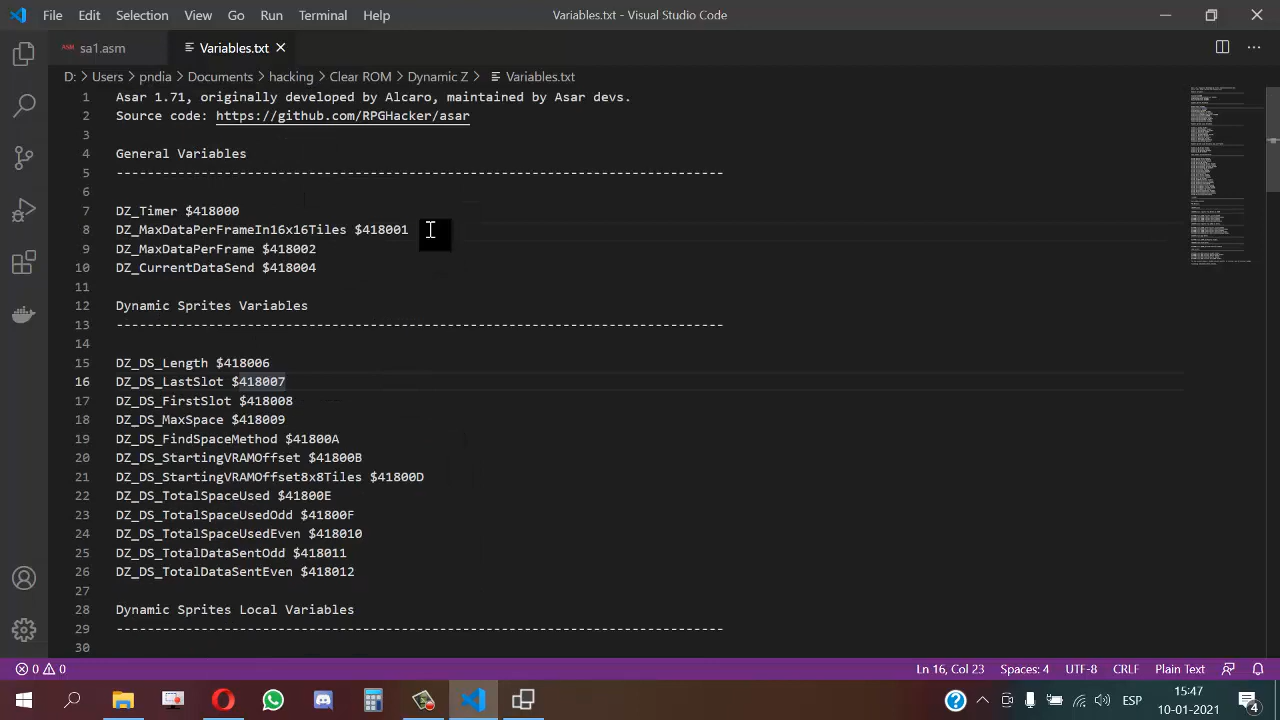 File Edit Selection View Go Run Terminal Help
Variables.txt - Visual Studio Code
ASM sa1.asm
Variables.txt
D: > Users > pndia > Documents > hacking > Clear ROM > Dynamic Z > Variables.txt
1 Asar 1.71, originally developed by Alcaro, maintained by Asar devs.
2 Source code: https://github.com/RPGHacker/asar
3
4 General Variables
5 -------------------------------------------------------------------------------
6
7 DZ_Timer $418000
8 DZ_MaxDataPerFrameIn16x16Tiles $418001
9 DZ_MaxDataPerFrame $418002
10 DZ_CurrentDataSend $418004
11
12 Dynamic Sprites Variables
13 -------------------------------------------------------------------------------
14
15 DZ_DS_Length $418006
16 DZ_DS_LastSlot $418007
17 DZ_DS_FirstSlot $418008
18 DZ_DS_MaxSpace $418009
19 DZ_DS_FindSpaceMethod $41800A
20 DZ_DS_StartingVRAMOffset $41800B
21 DZ_DS_StartingVRAMOffset8x8Tiles $41800D
22 DZ_DS_TotalSpaceUsed $41800E
23 DZ_DS_TotalSpaceUsedOdd $41800F
24 DZ_DS_TotalSpaceUsedEven $418010
25 DZ_DS_TotalDataSentOdd $418011
26 DZ_DS_TotalDataSentEven $418012
27
28 Dynamic Sprites Local Variables
29 -------------------------------------------------------------------------------
30
0 0
Ln 16, Col 23 Spaces: 4 UTF-8 CRLF Plain Text
ESP
15:47
10-01-2021
4